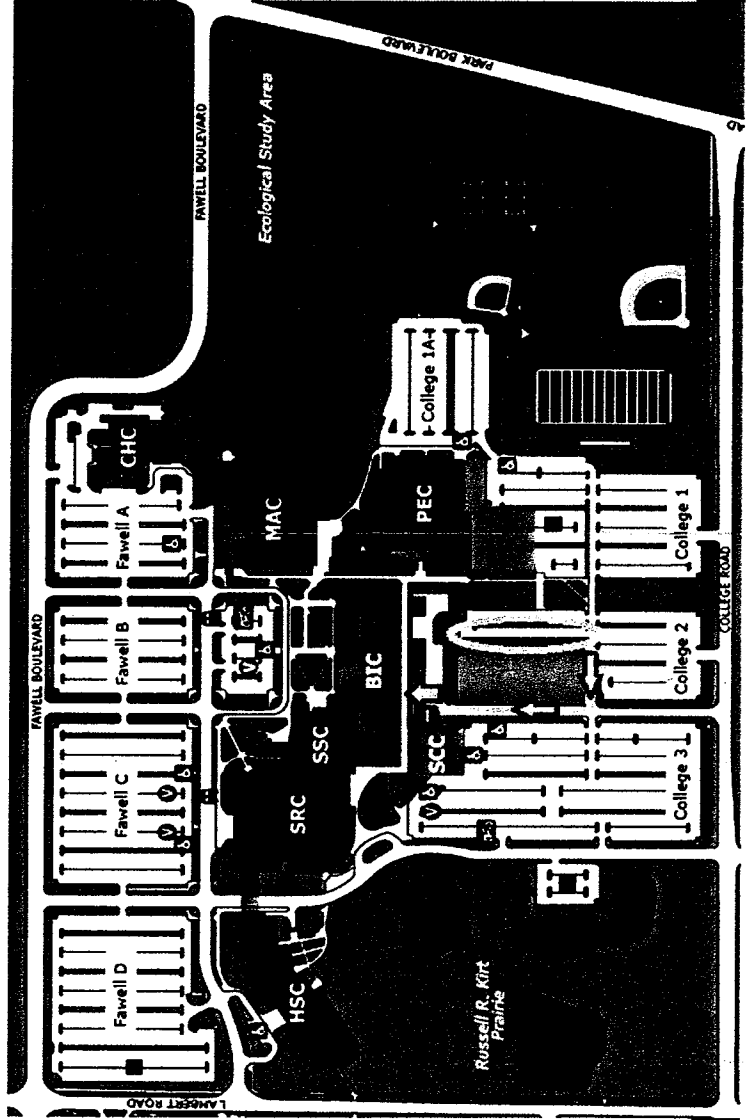 PARK BOULEVARD
FAWELL BOULEVARD
Ecological Study Area
AD
College 1A
CHC
Fawell A
MAC
PEC
College 1
COLLEGE ROAD
FAWELL BOULEVARD
Fawell B
V
BIC
College 2
SSC
SCC
Fawell C
V
V
SRC
V
College 3
Fawell D
HSC
Russell R. Kirt
Prairie
LAMBERT ROAD